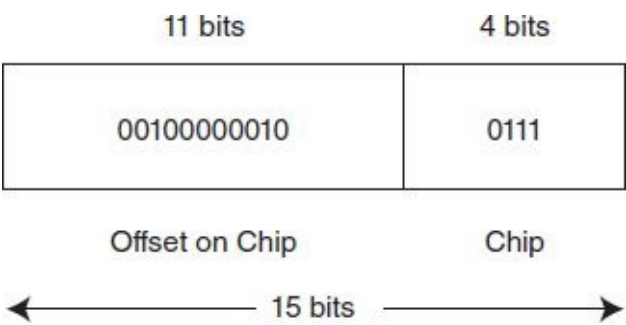 11 bits 4 bits
00100000010 0111
Offset on Chip Chip
15 bits